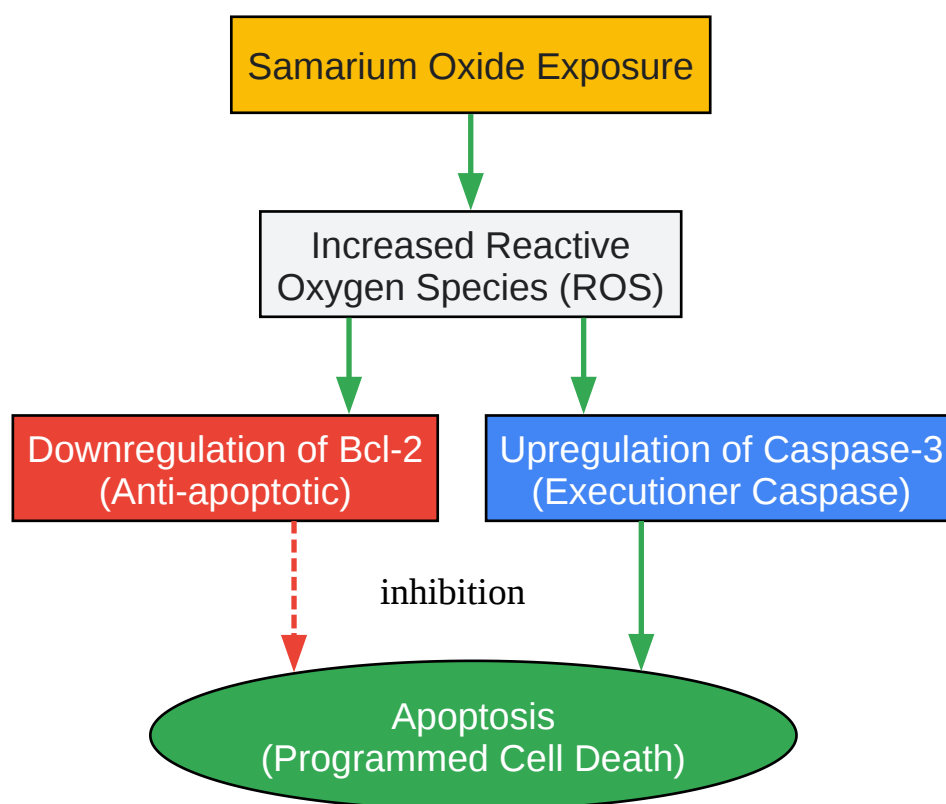 Samarium Oxide Exposure
Increased Reactive
Oxygen Species (ROS)
Downregulation of Bcl-2
(Anti-apoptotic)
Upregulation of Caspase-3
(Executioner Caspase)
inhibition
Apoptosis
(Programmed Cell Death)